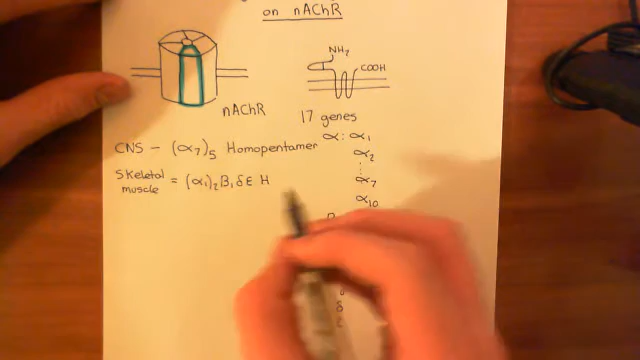 on nAChR
NH₂
COOH
nAChR
17 genes
CNS - (α₇)₅ Homopentamer
α: α₁
α₂
⋮
α₇
α₁₀
Skeletal muscle = (α₁)₂ β₁ δ ε H
δ
ε